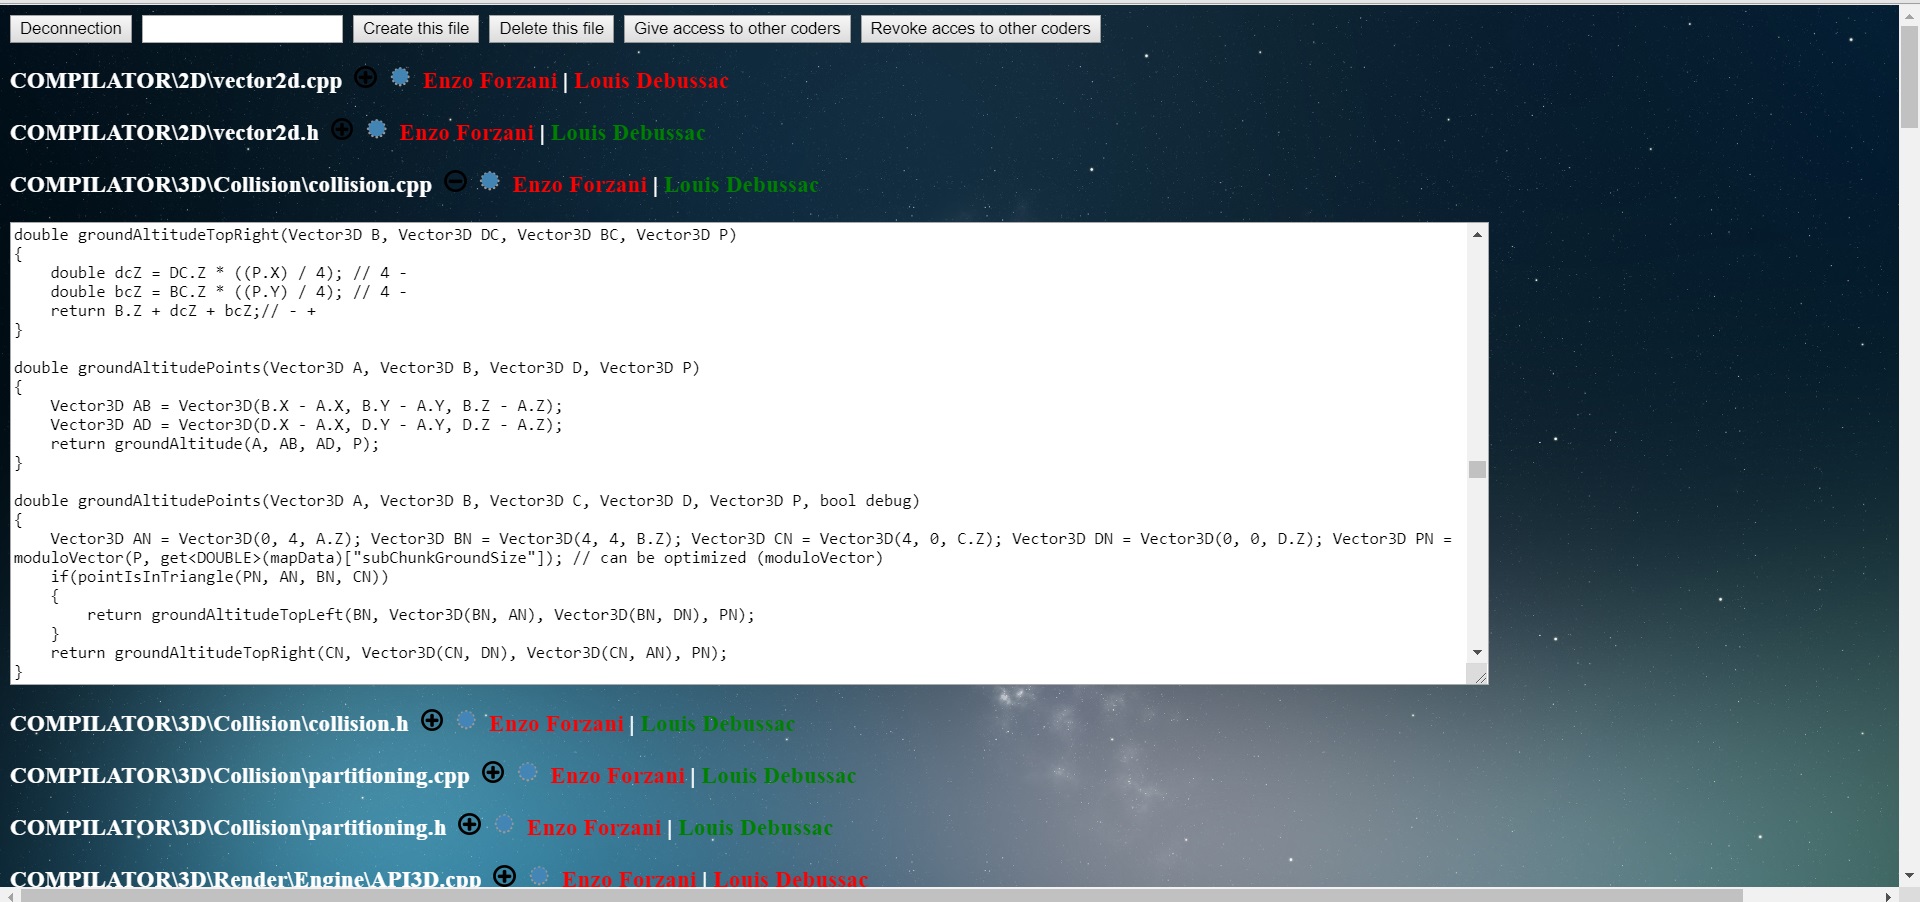 Deconnection Create this file Delete this file Give access to other coders Revoke acces to other coders
COMPILATOR\2D\vector2d.cpp Enzo Forzani | Louis Debussac
COMPILATOR\2D\vector2d.h Enzo Forzani | Louis Debussac
COMPILATOR\3D\Collision\collision.cpp Enzo Forzani | Louis Debussac
double groundAltitudeTopRight(Vector3D B, Vector3D DC, Vector3D BC, Vector3D P)
{
    double dcZ = DC.Z * ((P.X) / 4); // 4 -
    double bcZ = BC.Z * ((P.Y) / 4); // 4 -
    return B.Z + dcZ + bcZ;// - +
}

double groundAltitudePoints(Vector3D A, Vector3D B, Vector3D D, Vector3D P)
{
    Vector3D AB = Vector3D(B.X - A.X, B.Y - A.Y, B.Z - A.Z);
    Vector3D AD = Vector3D(D.X - A.X, D.Y - A.Y, D.Z - A.Z);
    return groundAltitude(A, AB, AD, P);
}

double groundAltitudePoints(Vector3D A, Vector3D B, Vector3D C, Vector3D D, Vector3D P, bool debug)
{
    Vector3D AN = Vector3D(0, 4, A.Z); Vector3D BN = Vector3D(4, 4, B.Z); Vector3D CN = Vector3D(4, 0, C.Z); Vector3D DN = Vector3D(0, 0, D.Z); Vector3D PN =
moduloVector(P, get<DOUBLE>(mapData)["subChunkGroundSize"]); // can be optimized (moduloVector)
    if(pointIsInTriangle(PN, AN, BN, CN))
    {
        return groundAltitudeTopLeft(BN, Vector3D(BN, AN), Vector3D(BN, DN), PN);
    }
    return groundAltitudeTopRight(CN, Vector3D(CN, DN), Vector3D(CN, AN), PN);
}
COMPILATOR\3D\Collision\collision.h Enzo Forzani | Louis Debussac
COMPILATOR\3D\Collision\partitioning.cpp Enzo Forzani | Louis Debussac
COMPILATOR\3D\Collision\partitioning.h Enzo Forzani | Louis Debussac
COMPILATOR\3D\Render\Engine\API3D.cpp Enzo Forzani | Louis Debussac